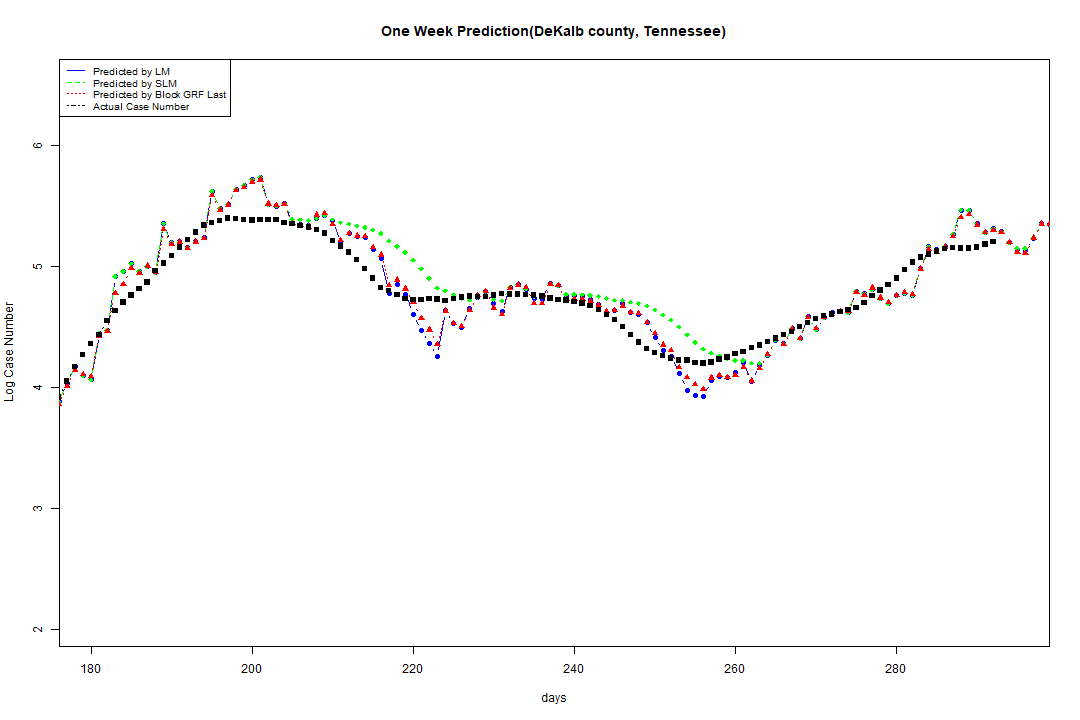 One Week Prediction(DeKalb county, Tennessee)
Predicted by LM
Predicted by SLM
Predicted by Block GRF Last
Actual Case Number
6
5
4
3
2
Log Case Number
180 200 220 240 260 280
days